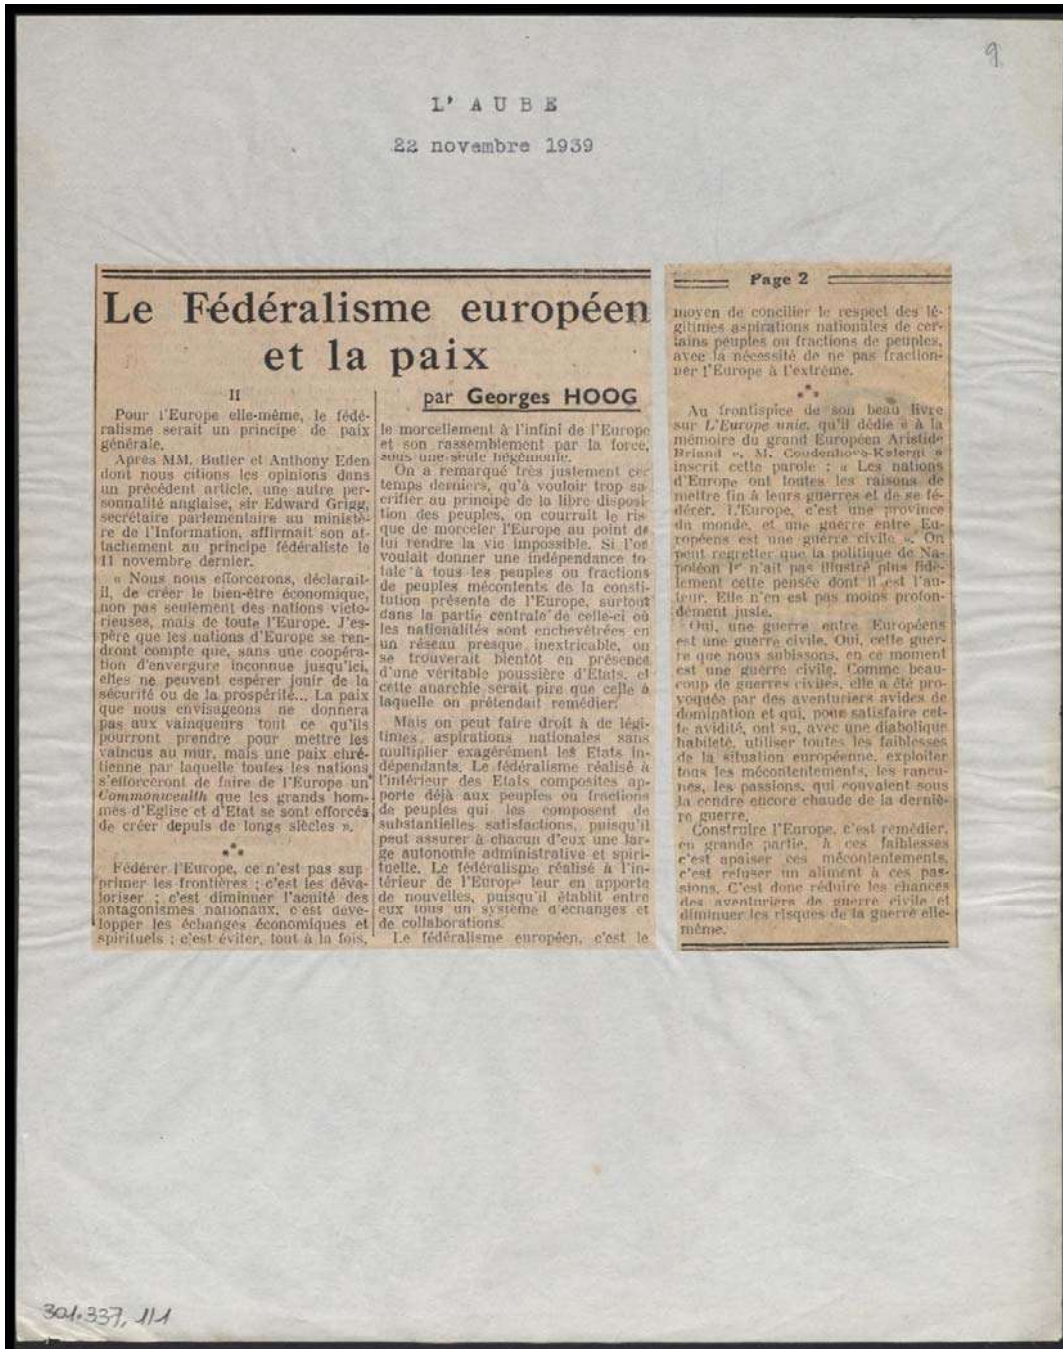 9.
L' A U B E
22 novembre 1939
Le Fédéralisme européen
et la paix
par Georges HOOG
II
Pour l'Europe elle-même, le fédé-
ralisme serait un principe de paix
générale.
Après MM. Butler et Anthony Eden
dont nous citions les opinions dans
un précédent article, une autre per-
sonnalité anglaise, sir Edward Grigg,
secrétaire parlementaire au ministè-
re de l'Information, affirmait son at-
tachement au principe fédéraliste le
11 novembre dernier.
« Nous nous efforcerons, déclarait-
il, de créer le bien-être économique,
non pas seulement des nations victo-
rieuses, mais de toute l'Europe. J'es-
père que les nations d'Europe se ren-
dront compte que, sans une coopéra-
tion d'envergure inconnue jusqu'ici,
elles ne peuvent espérer jouir de la
sécurité ou de la prospérité... La paix
que nous envisageons ne donnera
pas aux vainqueurs tout ce qu'ils
pourront prendre pour mettre les
vaincus au mur, mais une paix chré-
tienne par laquelle toutes les nations
s'efforceront de faire de l'Europe un
Commonwealth que les grands hom-
mes d'Eglise et d'Etat se sont efforcés
de créer depuis de longs siècles ».
Fédérer l'Europe, ce n'est pas sup-
primer les frontières ; c'est les déva-
loriser ; c'est diminuer l'acuité des
antagonismes nationaux, c'est déve-
lopper les échanges économiques et
spirituels ; c'est éviter, tout à la fois,
le morcellement à l'infini de l'Europe
et son rassemblement par la force,
sous une seule hégémonie.
On a remarqué très justement ces
temps derniers, qu'à vouloir trop sa-
crifier au principe de la libre disposi-
tion des peuples, on courrait le ris-
que de morceler l'Europe au point de
lui rendre la vie impossible. Si l'on
voulait donner une indépendance to-
tale à tous les peuples ou fractions
de peuples mécontents de la consti-
tution présente de l'Europe, surtout
dans la partie centrale de celle-ci où
les nationalités sont enchevêtrées en
un réseau presque inextricable, on
se trouverait bientôt en présence
d'une véritable poussière d'Etats, et
cette anarchie serait pire que celle à
laquelle on prétendait remédier.
Mais on peut faire droit à de légi-
times aspirations nationales sans
multiplier exagérément les Etats in-
dépendants. Le fédéralisme réalisé à
l'intérieur des Etats composites ap-
porte déjà aux peuples ou fractions
de peuples qui les composent de
substantielles satisfactions, puisqu'il
peut assurer à chacun d'eux une lar-
ge autonomie administrative et spiri-
tuelle. Le fédéralisme réalisé à l'in-
térieur de l'Europe leur en apporte
de nouvelles, puisqu'il établit entre
eux tous un système d'échanges et
de collaborations.
Le fédéralisme européen, c'est le
Page 2
moyen de concilier le respect des lé-
gitimes aspirations nationales de cer-
tains peuples ou fractions de peuples,
avec la nécessité de ne pas fraction-
ner l'Europe à l'extrême.
Au frontispice de son beau livre
sur L'Europe unie, qu'il dédie « à la
mémoire du grand Européen Aristide
Briand », M. Coudenhove-Kalergi a
inscrit cette parole : « Les nations
d'Europe ont toutes les raisons de
mettre fin à leurs guerres et de se fé-
dérer. L'Europe, c'est une province
du monde, et une guerre entre Eu-
ropéens est une guerre civile ». On
peut regretter que la politique de Na-
poléon Ier n'ait pas illustré plus fidè-
lement cette pensée dont il est l'au-
teur. Elle n'en est pas moins profon-
dément juste.
Oui, une guerre entre Européens
est une guerre civile. Oui, cette guer-
re que nous subissons, en ce moment
est une guerre civile. Comme beau-
coup de guerres civiles, elle a été pro-
voquée par des aventuriers avides de
domination et qui, pour satisfaire cet-
te avidité, ont su, avec une diabolique
habileté, utiliser toutes les faiblesses
de la situation européenne, exploiter
tous les mécontentements, les rancu-
nes, les passions, qui couvaient sous
la cendre encore chaude de la derniè-
re guerre.
Construire l'Europe, c'est remédier,
en grande partie, à ces faiblesses
c'est apaiser ces mécontentements,
c'est refuser un aliment à ces pas-
sions. C'est donc réduire les chances
des aventuriers de guerre civile et
diminuer les risques de la guerre elle-
même.
301.337, 1/1